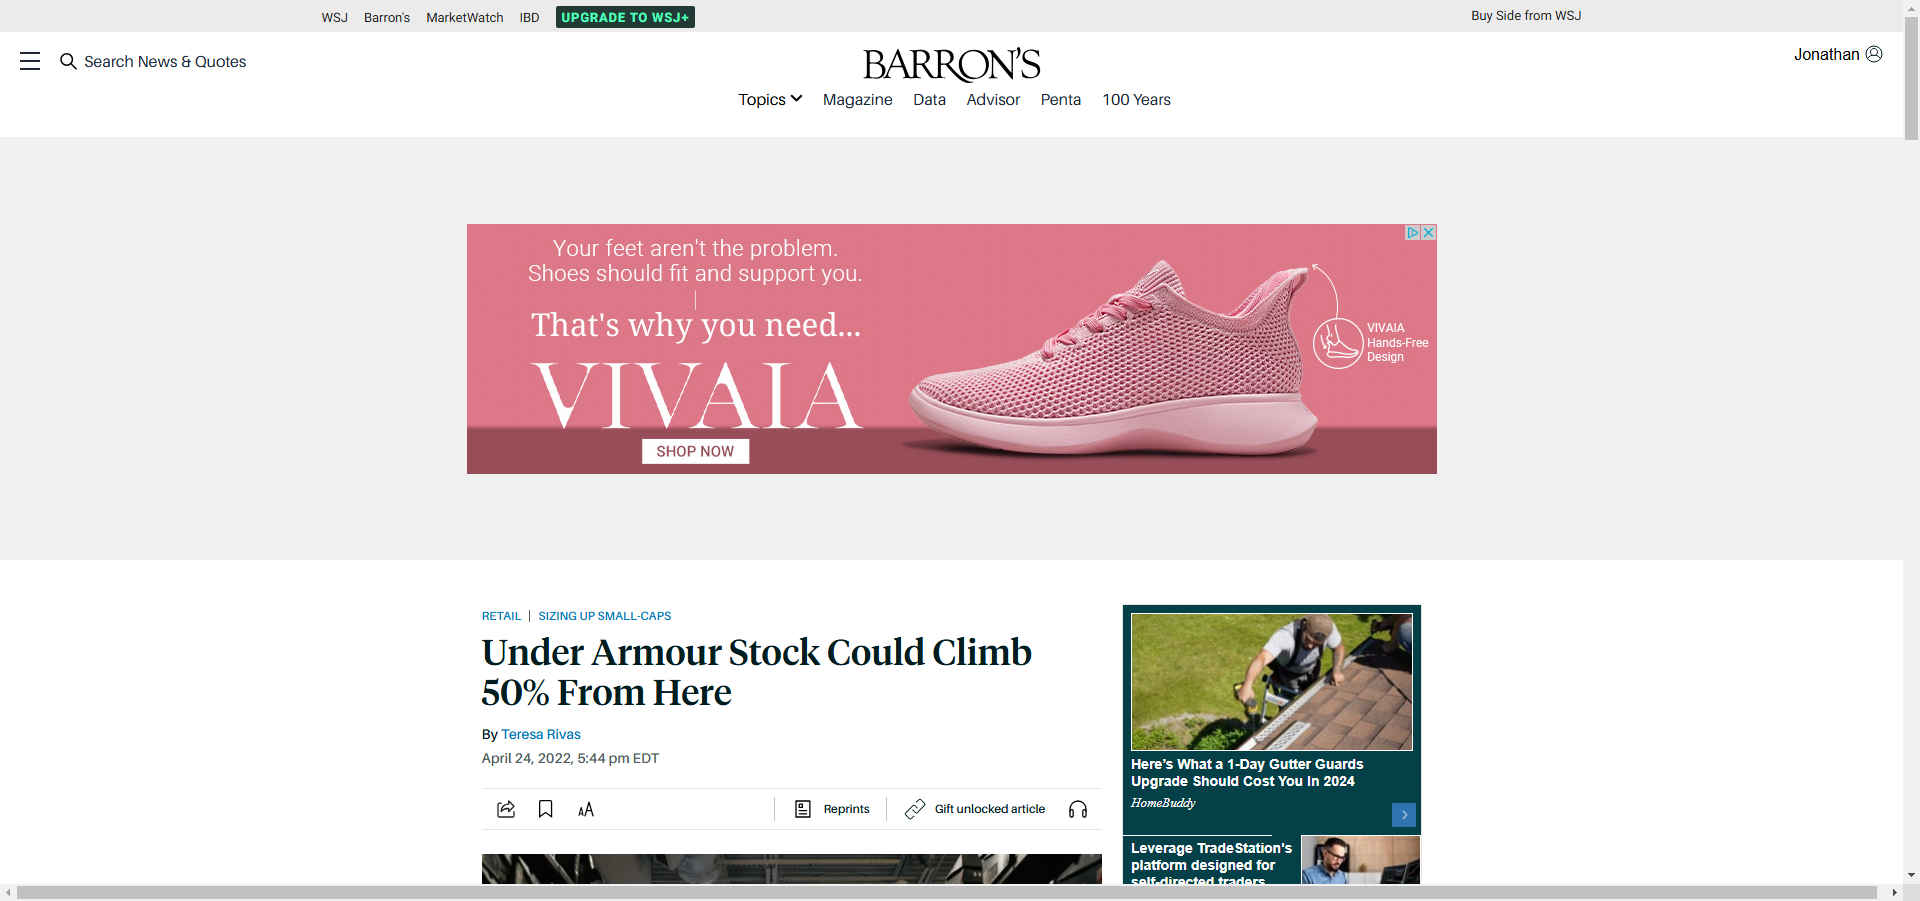 WSJ Barron's MarketWatch IBD UPGRADE TO WSJ+ Buy Side from WSJ
Search News & Quotes
BARRON'S
Jonathan
Topics Magazine Data Advisor Penta 100 Years
Your feet aren't the problem.
Shoes should fit and support you.
That's why you need...
VIVAIA
SHOP NOW
VIVAIA
Hands-Free
Design
RETAIL | SIZING UP SMALL-CAPS
Under Armour Stock Could Climb
50% From Here
By Teresa Rivas
April 24, 2022, 5:44 pm EDT
AA Reprints Gift unlocked article
Here's What a 1-Day Gutter Guards
Upgrade Should Cost You In 2024
HomeBuddy
Leverage TradeStation's
platform designed for
self-directed traders